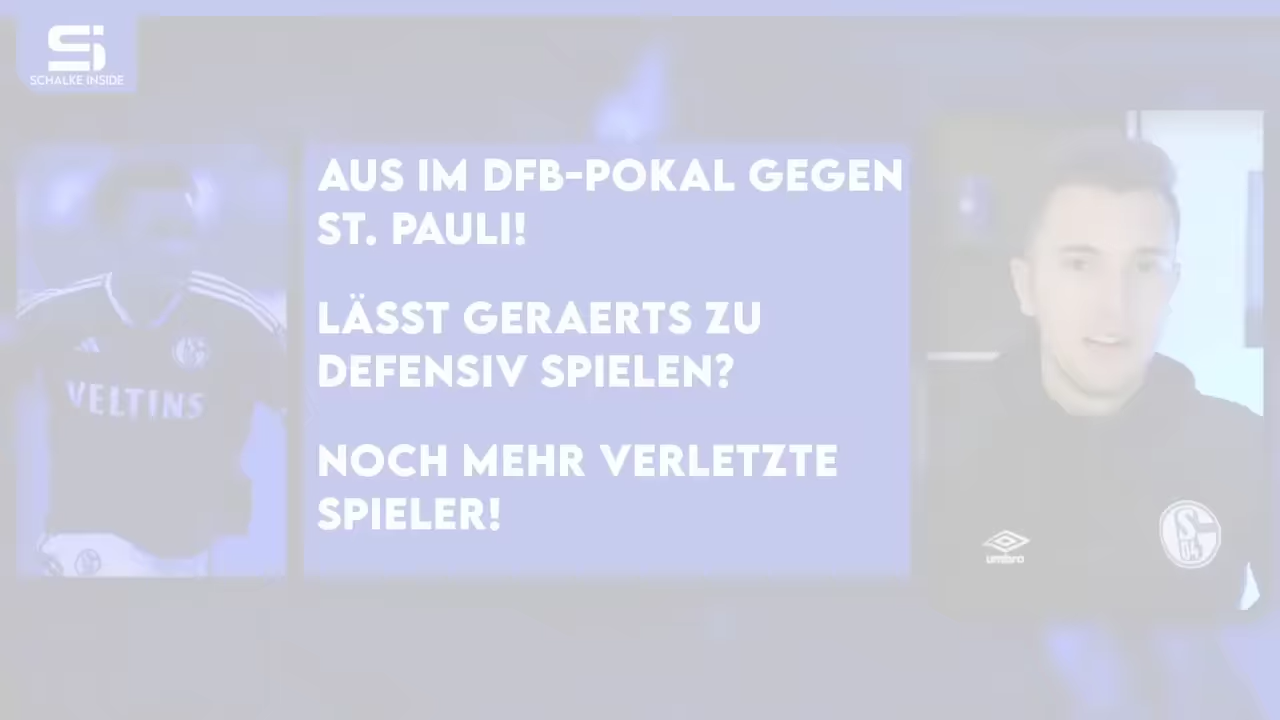 SCHALKE INSIDE
AUS IM DFB-POKAL GEGEN
ST. PAULI!
LÄSST GERAERTS ZU
DEFENSIV SPIELEN?
NOCH MEHR VERLETZTE
SPIELER!
VELTINS
umbro
S
04